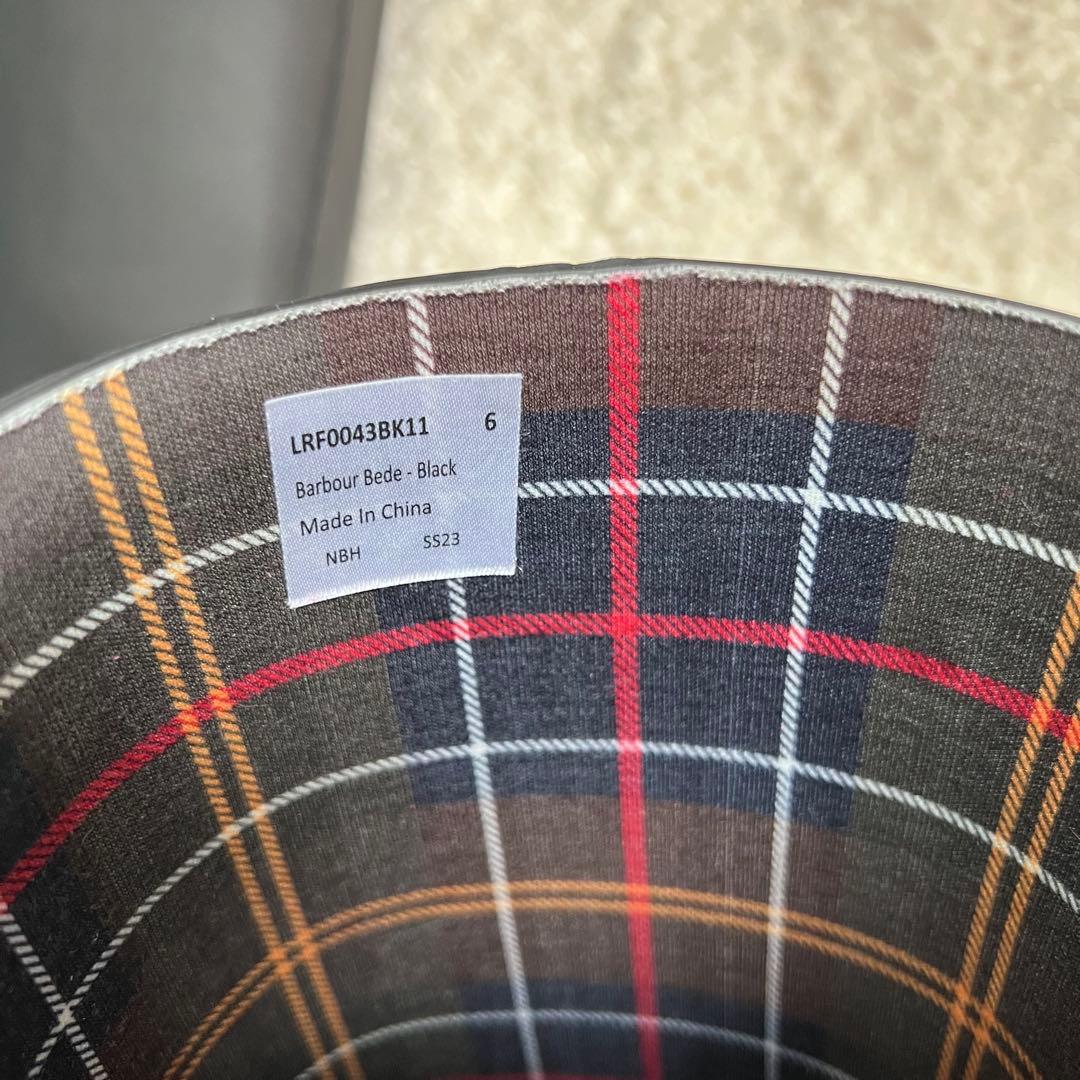 LRF0043BK11 6
Barbour Bede - Black
Made In China
NBH SS23